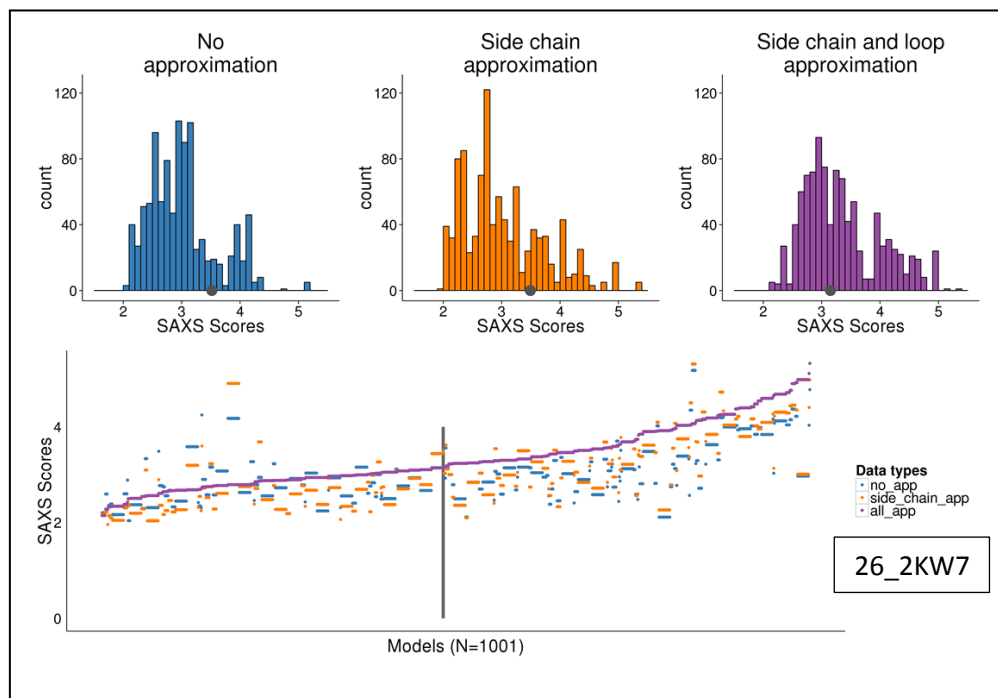 No
approximation
Side chain
approximation
Side chain and loop
approximation
120
80
40
0
count
2
3
4
5
SAXS Scores
120
80
40
0
count
2
3
4
5
SAXS Scores
120
80
40
0
count
2
3
4
5
SAXS Scores
4
2
0
SAXS Scores
Models (N=1001)
Data types
no_app
side_chain_app
all_app
26_2KW7